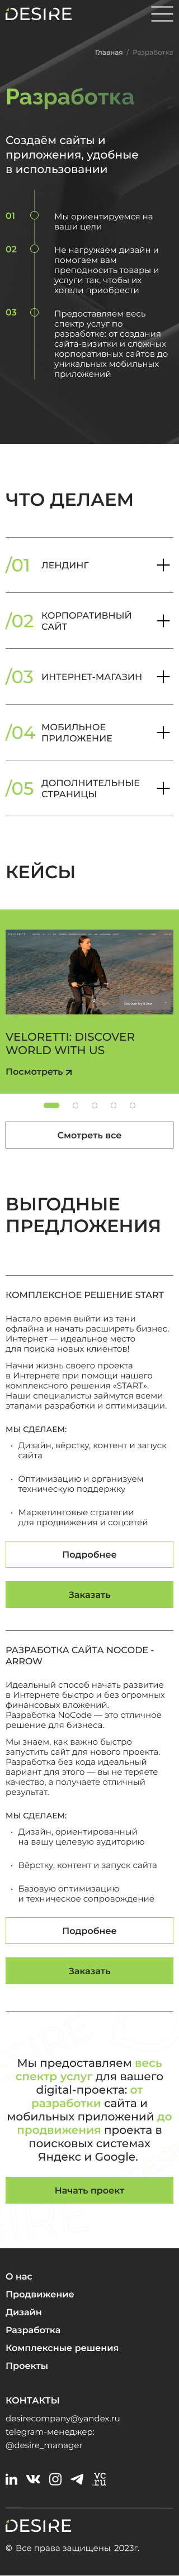 DESIRE
Главная / Разработка
Разработка
Создаём сайты и
приложения, удобные
в использовании
01
Мы ориентируемся на
ваши цели
02
Не нагружаем дизайн и
помогаем вам
преподносить товары и
услуги так, чтобы их
хотели приобрести
03
Предоставляем весь
спектр услуг по
разработке: от создания
сайта-визитки и сложных
корпоративных сайтов до
уникальных мобильных
приложений
ЧТО ДЕЛАЕМ
/01 ЛЕНДИНГ
/02 КОРПОРАТИВНЫЙ
САЙТ
/03 ИНТЕРНЕТ-МАГАЗИН
/04 МОБИЛЬНОЕ
ПРИЛОЖЕНИЕ
/05 ДОПОЛНИТЕЛЬНЫЕ
СТРАНИЦЫ
КЕЙСЫ
VELORETTI: DISCOVER
WORLD WITH US
Посмотреть
Смотреть все
ВЫГОДНЫЕ
ПРЕДЛОЖЕНИЯ
КОМПЛЕКСНОЕ РЕШЕНИЕ START
Настало время выйти из тени
офлайна и начать расширять бизнес.
Интернет — идеальное место
для поиска новых клиентов!
Начни жизнь своего проекта
в Интернете при помощи нашего
комплексного решения «START».
Наши специалисты займутся всеми
этапами разработки и оптимизации.
МЫ СДЕЛАЕМ:
• Дизайн, вёрстку, контент и запуск
сайта
• Оптимизацию и организуем
техническую поддержку
• Маркетинговые стратегии
для продвижения и соцсетей
Подробнее
Заказать
РАЗРАБОТКА САЙТА NOCODE -
ARROW
Идеальный способ начать развитие
в Интернете быстро и без огромных
финансовых вложений.
Разработка NoCode — это отличное
решение для бизнеса.
Мы знаем, как важно быстро
запустить сайт для нового проекта.
Разработка без кода идеальный
вариант для этого — вы не теряете
качество, а получаете отличный
результат.
МЫ СДЕЛАЕМ:
• Дизайн, ориентированный
на вашу целевую аудиторию
• Вёрстку, контент и запуск сайта
• Базовую оптимизацию
и техническое сопровождение
Подробнее
Заказать
Мы предоставляем весь
спектр услуг для вашего
digital-проекта: от
разработки сайта и
мобильных приложений до
продвижения проекта в
поисковых системах
Яндекс и Google.
Начать проект
О нас
Продвижение
Дизайн
Разработка
Комплексные решения
Проекты
КОНТАКТЫ
desirecompany@yandex.ru
telegram-менеджер:
@desire_manager
vc.ru
DESIRE
© Все права защищены 2023г.